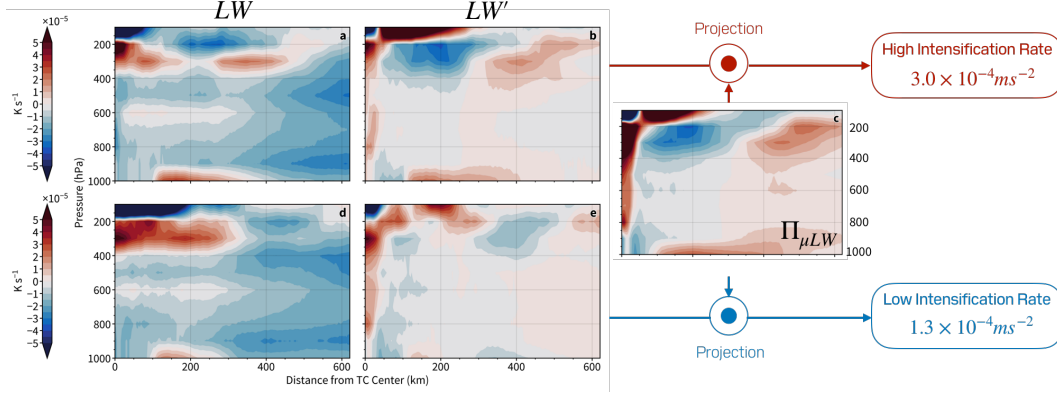 LW
LW′
×10⁻⁵
5
4
3
2
1
0
−1
−2
−3
−4
−5
K s⁻¹
Pressure (hPa)
200
400
600
800
1000
a
b
Projection
High Intensification Rate
3.0 × 10⁻⁴ms⁻²
c
200
400
600
800
1000
Π_μLW
×10⁻⁵
5
4
3
2
1
0
−1
−2
−3
−4
−5
K s⁻¹
200
400
600
800
1000
d
e
0
200
400
600
0
200
400
600
Distance from TC Center (km)
Low Intensification Rate
1.3 × 10⁻⁴ms⁻²
Projection